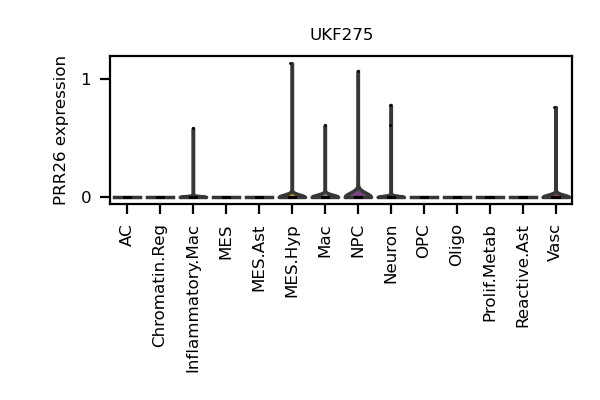 UKF275
PRR26 expression
1
0
AC
Chromatin.Reg
Inflammatory.Mac
MES
MES.Ast
MES.Hyp
Mac
NPC
Neuron
OPC
Oligo
Prolif.Metab
Reactive.Ast
Vasc